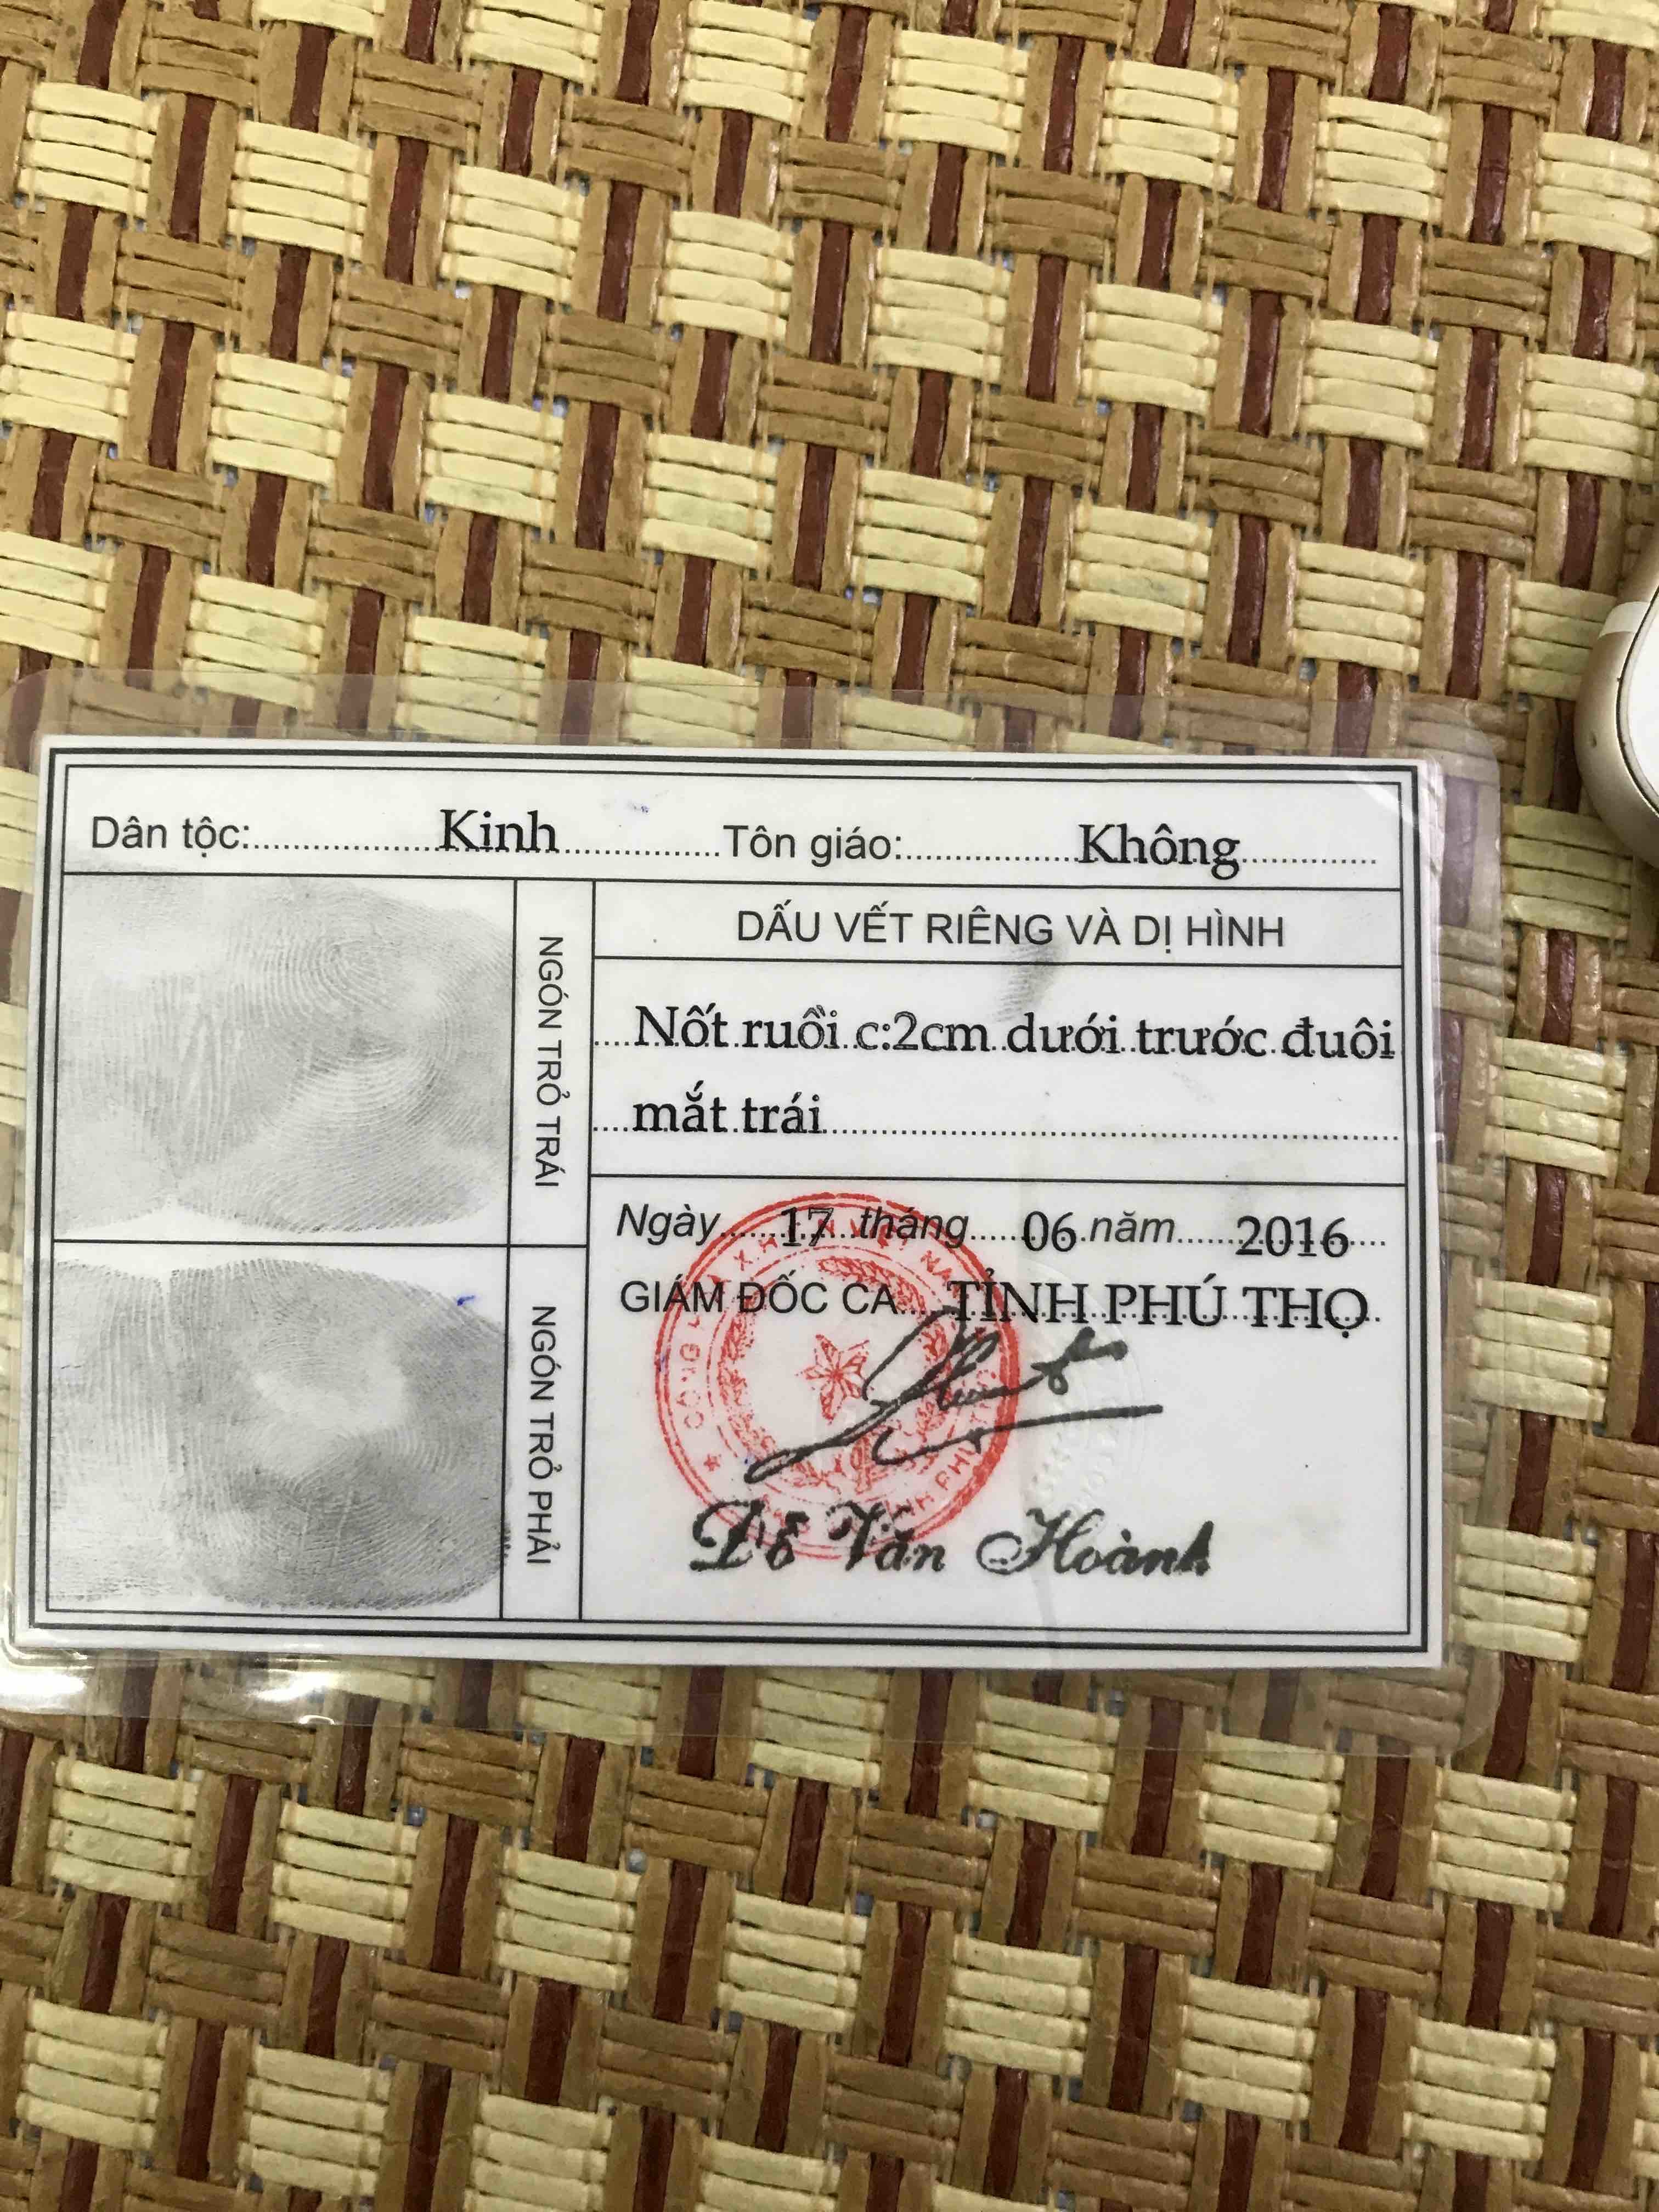 Dân tộc: Kinh Tôn giáo: Không
NGÓN TRỎ TRÁI
DẤU VẾT RIÊNG VÀ DỊ HÌNH
Nốt ruồi c:2cm dưới trước đuôi
mắt trái
NGÓN TRỎ PHẢI
Ngày 17 tháng 06 năm 2016
GIÁM ĐỐC CA TỈNH PHÚ THỌ
Đỗ Văn Hoành